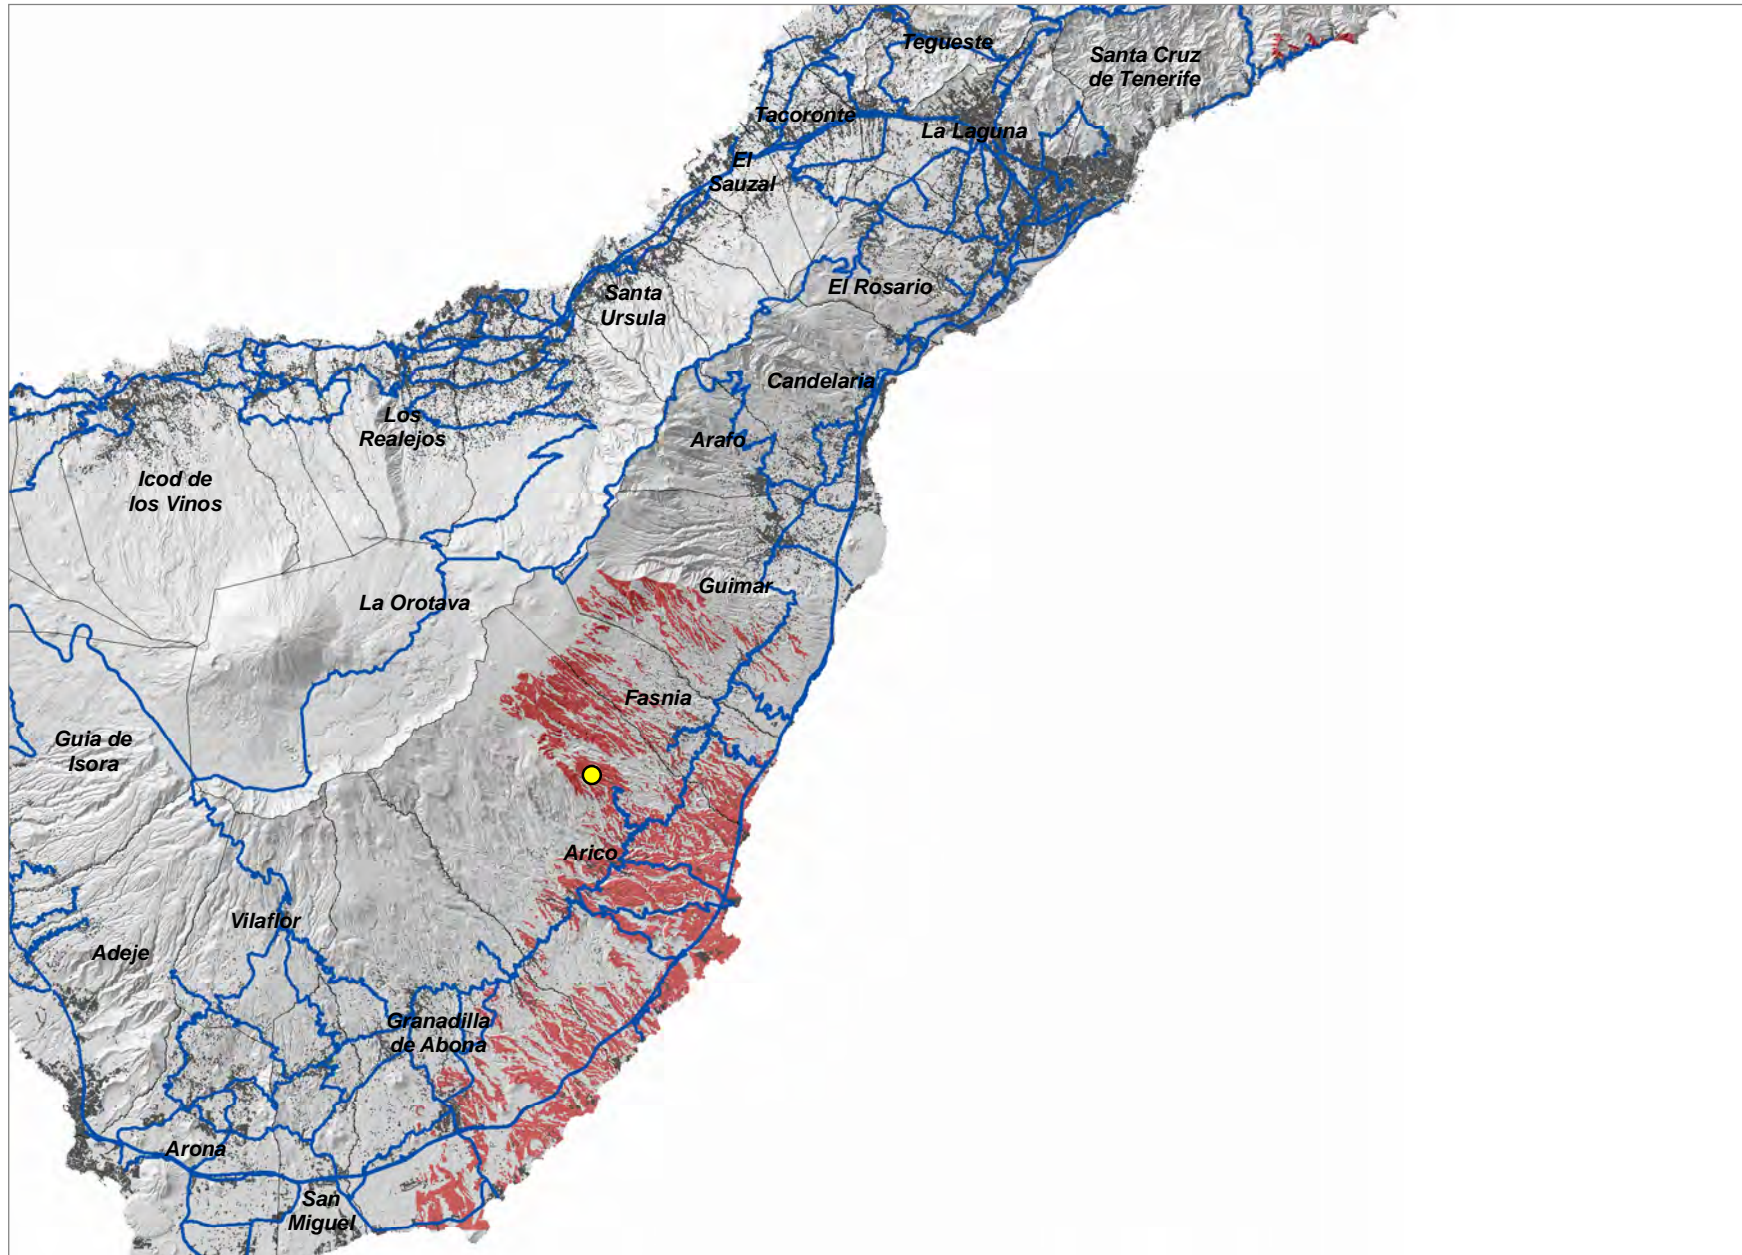 Tegueste
Santa Cruz
de Tenerife
Tacoronte
La Laguna
El
Sauzal
El Rosario
Santa
Ursula
Candelaria
Los
Realejos
Arafo
Icod de
los Vinos
Guimar
La Orotava
Fasnia
Guia de
Isora
Arico
Vilaflor
Adeje
Granadilla
de Abona
Arona
San
Miguel